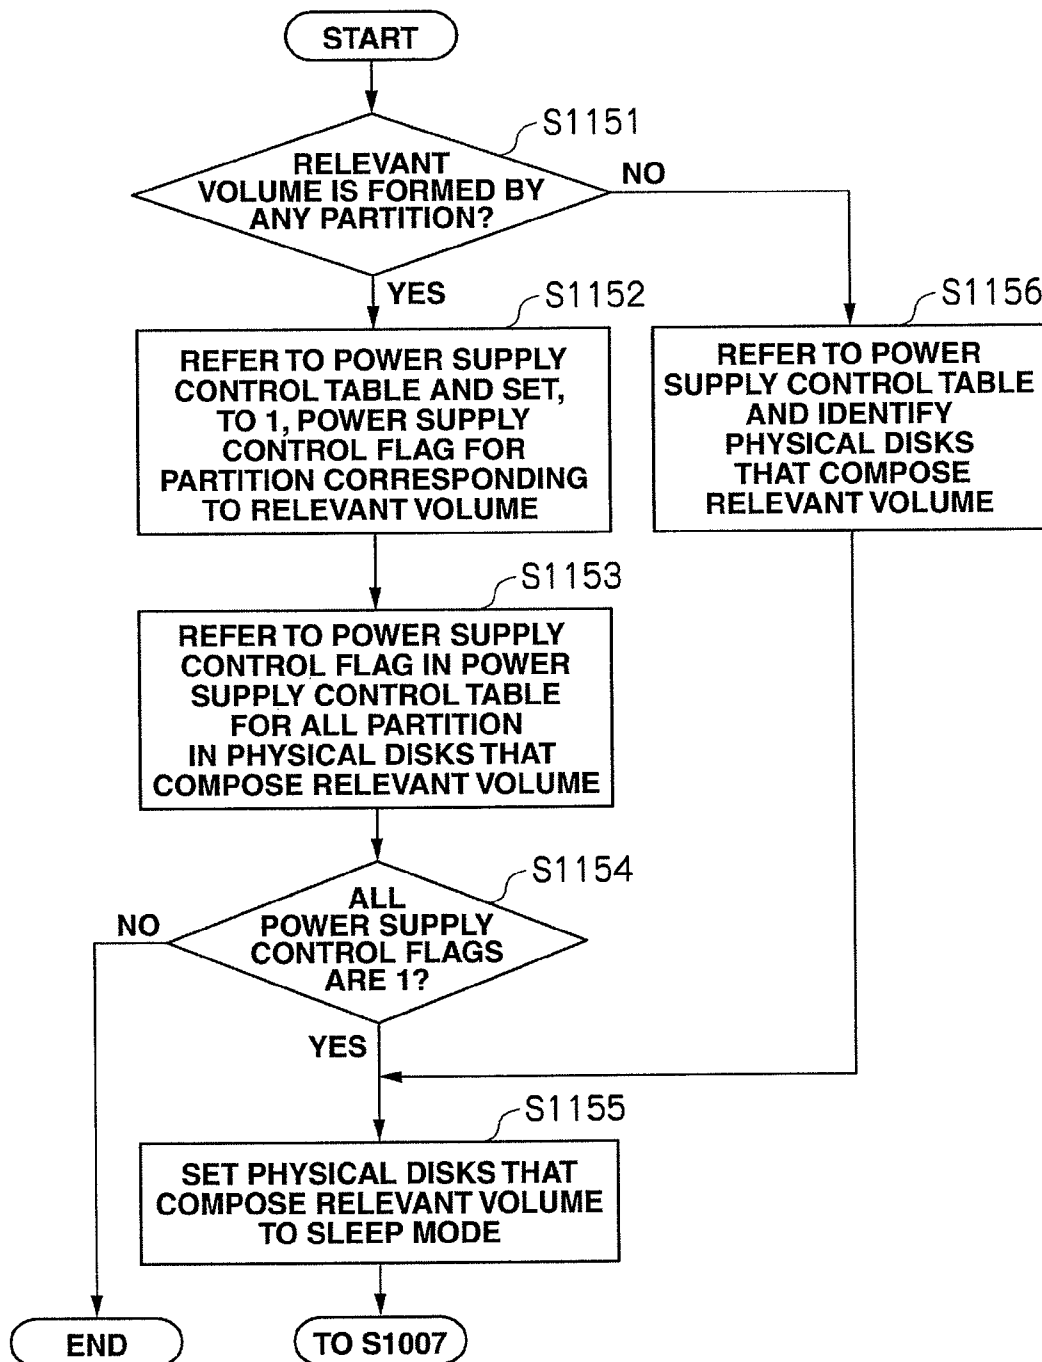 START
S1151
RELEVANT
VOLUME IS FORMED BY
ANY PARTITION?
NO
YES
S1152
REFER TO POWER SUPPLY
CONTROL TABLE AND SET,
TO 1, POWER SUPPLY
CONTROL FLAG FOR
PARTITION CORRESPONDING
TO RELEVANT VOLUME
S1156
REFER TO POWER
SUPPLY CONTROL TABLE
AND IDENTIFY
PHYSICAL DISKS
THAT COMPOSE
RELEVANT VOLUME
S1153
REFER TO POWER SUPPLY
CONTROL FLAG IN POWER
SUPPLY CONTROL TABLE
FOR ALL PARTITION
IN PHYSICAL DISKS THAT
COMPOSE RELEVANT VOLUME
S1154
ALL
POWER SUPPLY
CONTROL FLAGS
ARE 1?
NO
YES
S1155
SET PHYSICAL DISKS THAT
COMPOSE RELEVANT VOLUME
TO SLEEP MODE
END
TO S1007